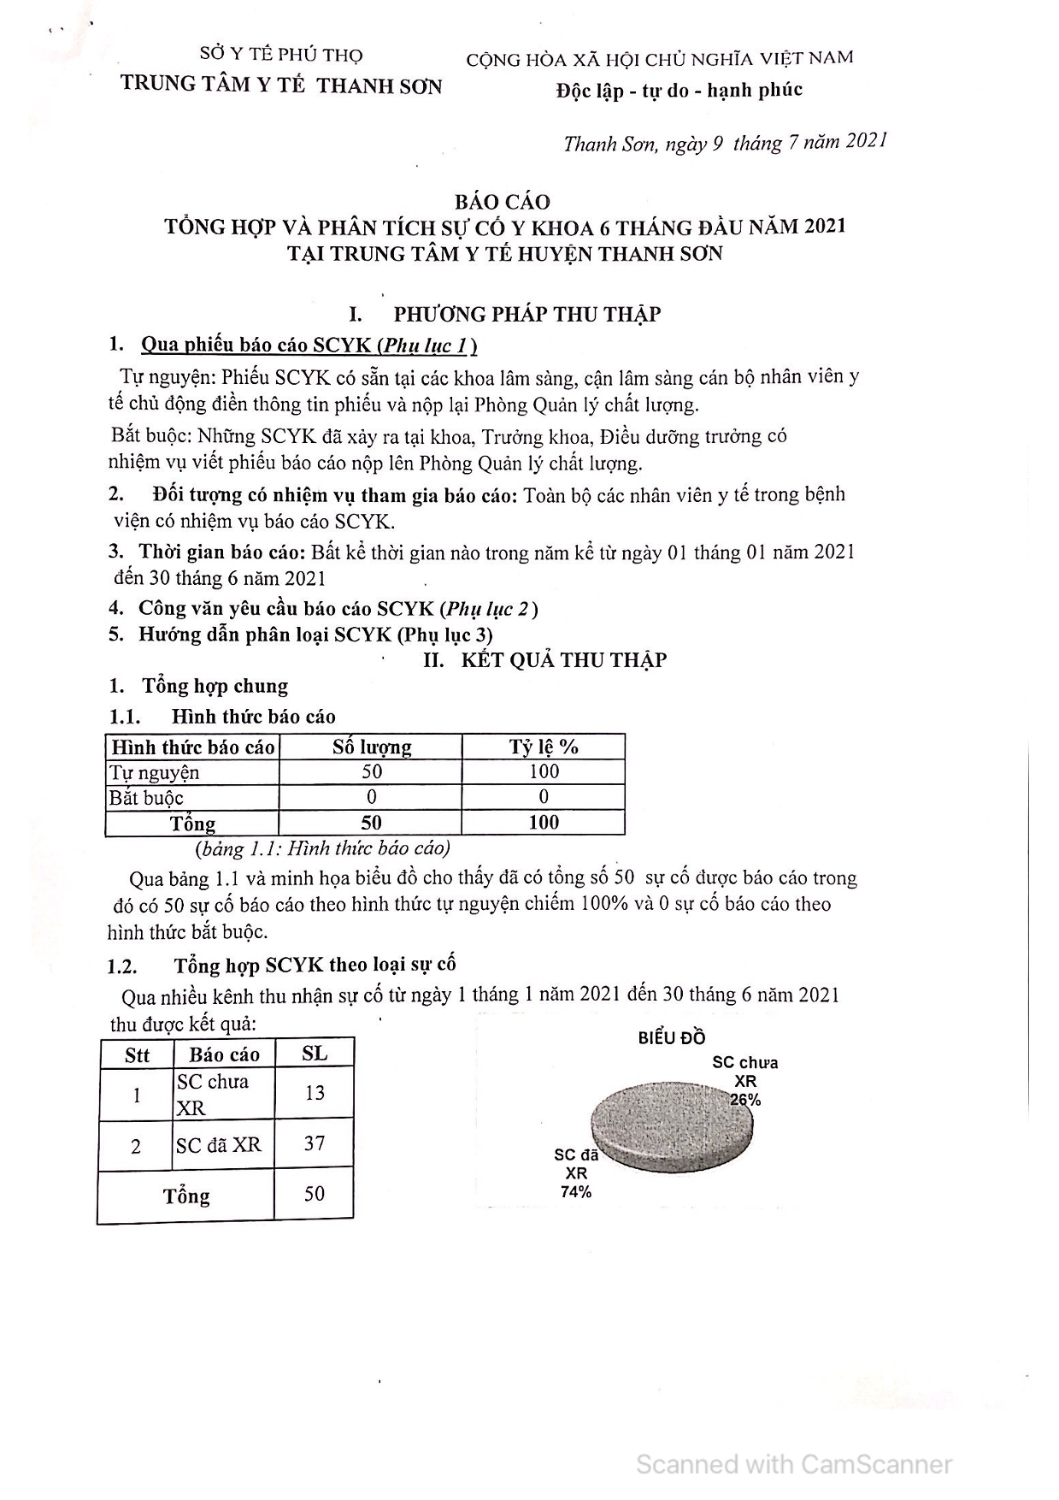 SỞ Y TẾ PHÚ THỌ
TRUNG TÂM Y TẾ THANH SƠN
CỘNG HÒA XÃ HỘI CHỦ NGHĨA VIỆT NAM
Độc lập - tự do - hạnh phúc
Thanh Sơn, ngày 9 tháng 7 năm 2021
BÁO CÁO
TỔNG HỢP VÀ PHÂN TÍCH SỰ CỐ Y KHOA 6 THÁNG ĐẦU NĂM 2021
TẠI TRUNG TÂM Y TẾ HUYỆN THANH SƠN
I. PHƯƠNG PHÁP THU THẬP
1. Qua phiếu báo cáo SCYK (Phụ lục 1)
Tự nguyện: Phiếu SCYK có sẵn tại các khoa lâm sàng, cận lâm sàng cán bộ nhân viên y
tế chủ động điền thông tin phiếu và nộp lại Phòng Quản lý chất lượng.
Bắt buộc: Những SCYK đã xảy ra tại khoa, Trưởng khoa, Điều dưỡng trưởng có
nhiệm vụ viết phiếu báo cáo nộp lên Phòng Quản lý chất lượng.
2. Đối tượng có nhiệm vụ tham gia báo cáo: Toàn bộ các nhân viên y tế trong bệnh
viện có nhiệm vụ báo cáo SCYK.
3. Thời gian báo cáo: Bất kể thời gian nào trong năm kể từ ngày 01 tháng 01 năm 2021
đến 30 tháng 6 năm 2021
4. Công văn yêu cầu báo cáo SCYK (Phụ lục 2)
5. Hướng dẫn phân loại SCYK (Phụ lục 3)
II. KẾT QUẢ THU THẬP
1. Tổng hợp chung
1.1. Hình thức báo cáo
Hình thức báo cáo Số lượng Tỷ lệ %
Tự nguyện 50 100
Bắt buộc 0 0
Tổng 50 100
(bảng 1.1: Hình thức báo cáo)
Qua bảng 1.1 và minh họa biểu đồ cho thấy đã có tổng số 50 sự cố được báo cáo trong
đó có 50 sự cố báo cáo theo hình thức tự nguyện chiếm 100% và 0 sự cố báo cáo theo
hình thức bắt buộc.
1.2. Tổng hợp SCYK theo loại sự cố
Qua nhiều kênh thu nhận sự cố từ ngày 1 tháng 1 năm 2021 đến 30 tháng 6 năm 2021
thu được kết quả:
Stt Báo cáo SL
1 SC chưa XR 13
2 SC đã XR 37
Tổng 50
BIỂU ĐỒ
SC chưa
XR
26%
SC đã
XR
74%
Scanned with CamScanner